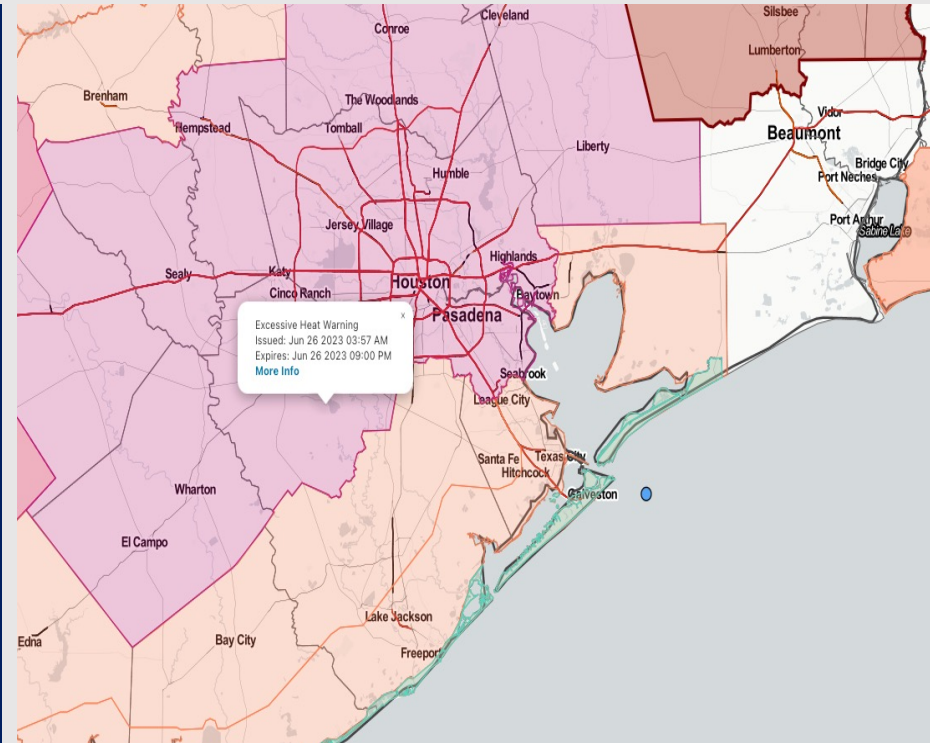 Cleveland
Silsbee
Conroe
Lumberton
Brenham
The Woodlands
Vidor
Hempstead
Tomball
Beaumont
Liberty
Bridge City
Humble
Port Neches
Jersey Village
Port Arthur
Sabine Lake
Highlands
Sealy
Katy
Houston
Cinco Ranch
Baytown
Pasadena
x
Excessive Heat Warning
Issued: Jun 26 2023 03:57 AM
Expires: Jun 26 2023 09:00 PM
More Info
Seabrook
League City
Santa Fe
Texas City
Hitchcock
Wharton
Galveston
El Campo
Lake Jackson
Edna
Bay City
Freeport